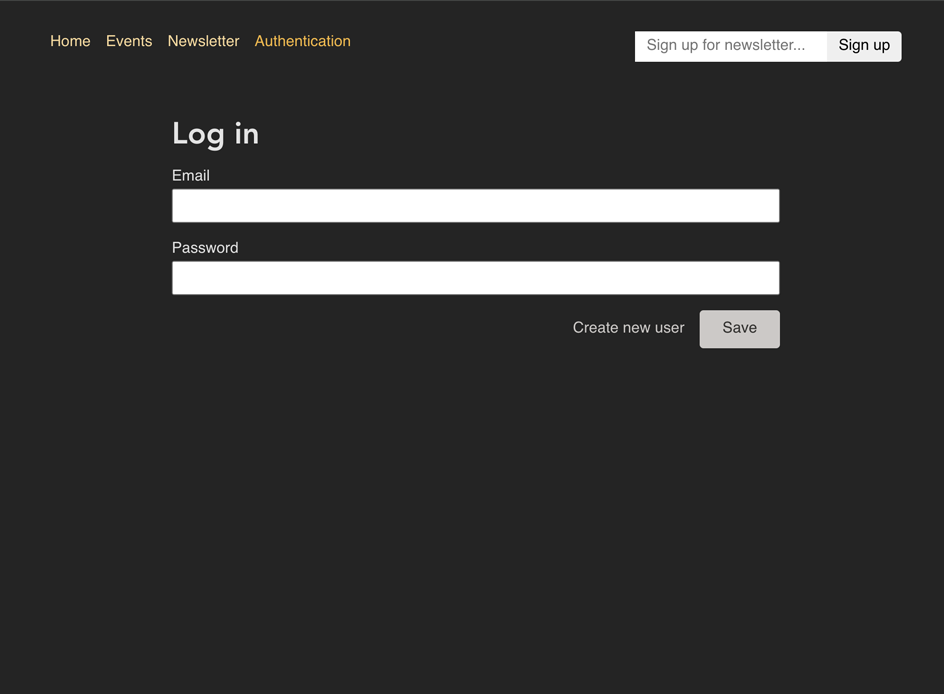 Home Events Newsletter Authentication
Sign up for newsletter... Sign up
Log in
Email
Password
Create new user Save